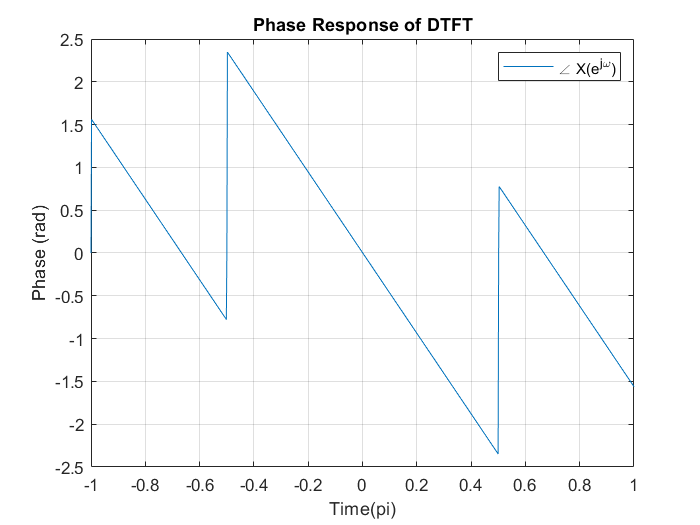 Phase Response of DTFT
2.5
2
1.5
1
0.5
0
-0.5
-1
-1.5
-2
-2.5
∠ X(e^{jω})
Phase (rad)
-1 -0.8 -0.6 -0.4 -0.2 0 0.2 0.4 0.6 0.8 1
Time(pi)